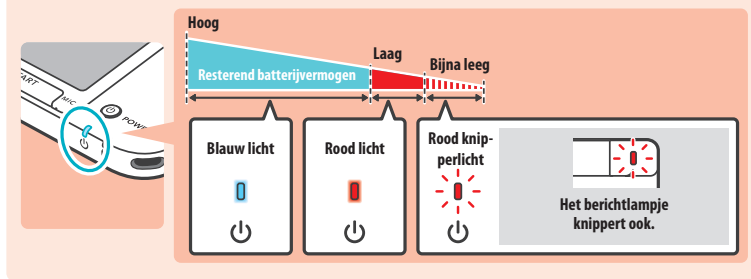 Hoog
Laag
Bijna leeg
Resterend batterijvermogen
START
MIC
POWE
Blauw licht
Rood licht
Rood knip-
perlicht
Het berichtlampje
knippert ook.